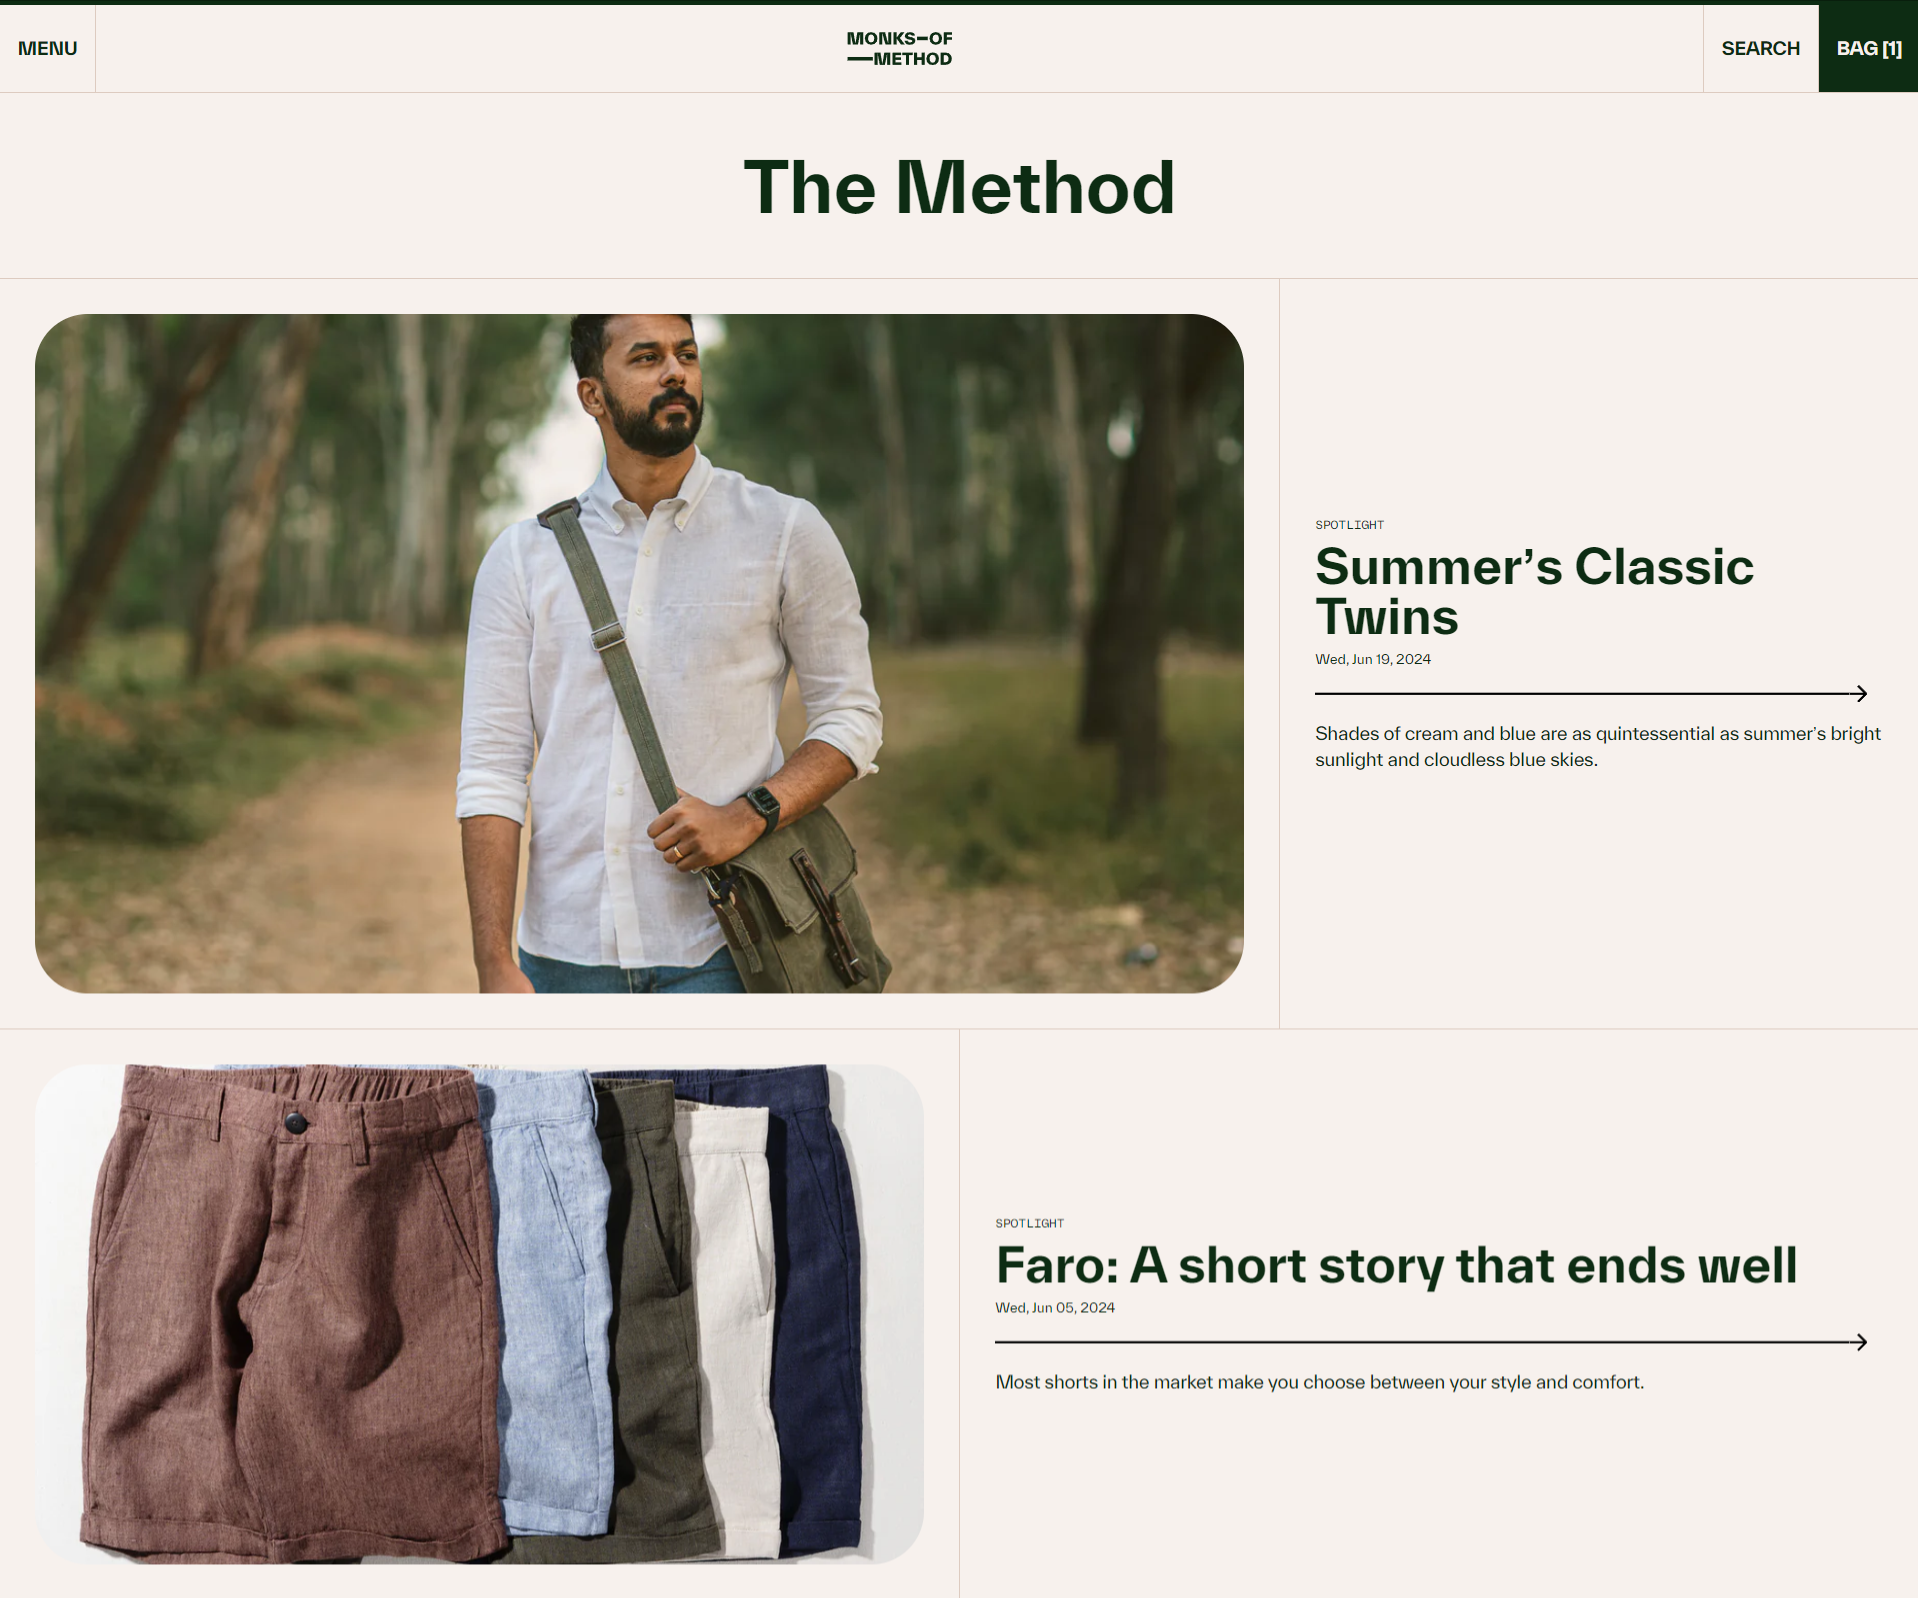 MENU
MONKS—OF
—METHOD
SEARCH
BAG [1]
The Method
SPOTLIGHT
Summer’s Classic
Twins
Wed, Jun 19, 2024
Shades of cream and blue are as quintessential as summer’s bright
sunlight and cloudless blue skies.
SPOTLIGHT
Faro: A short story that ends well
Wed, Jun 05, 2024
Most shorts in the market make you choose between your style and comfort.